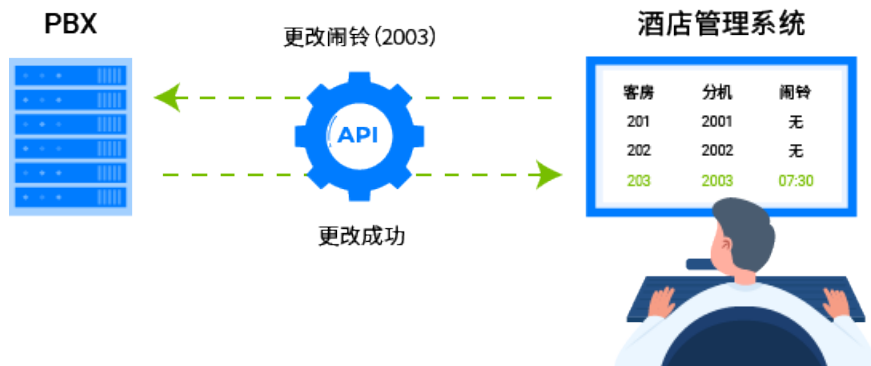 PBX
更改闹铃(2003)
酒店管理系统
API
更改成功
客房 分机 闹铃
201 2001 无
202 2002 无
203 2003 07:30